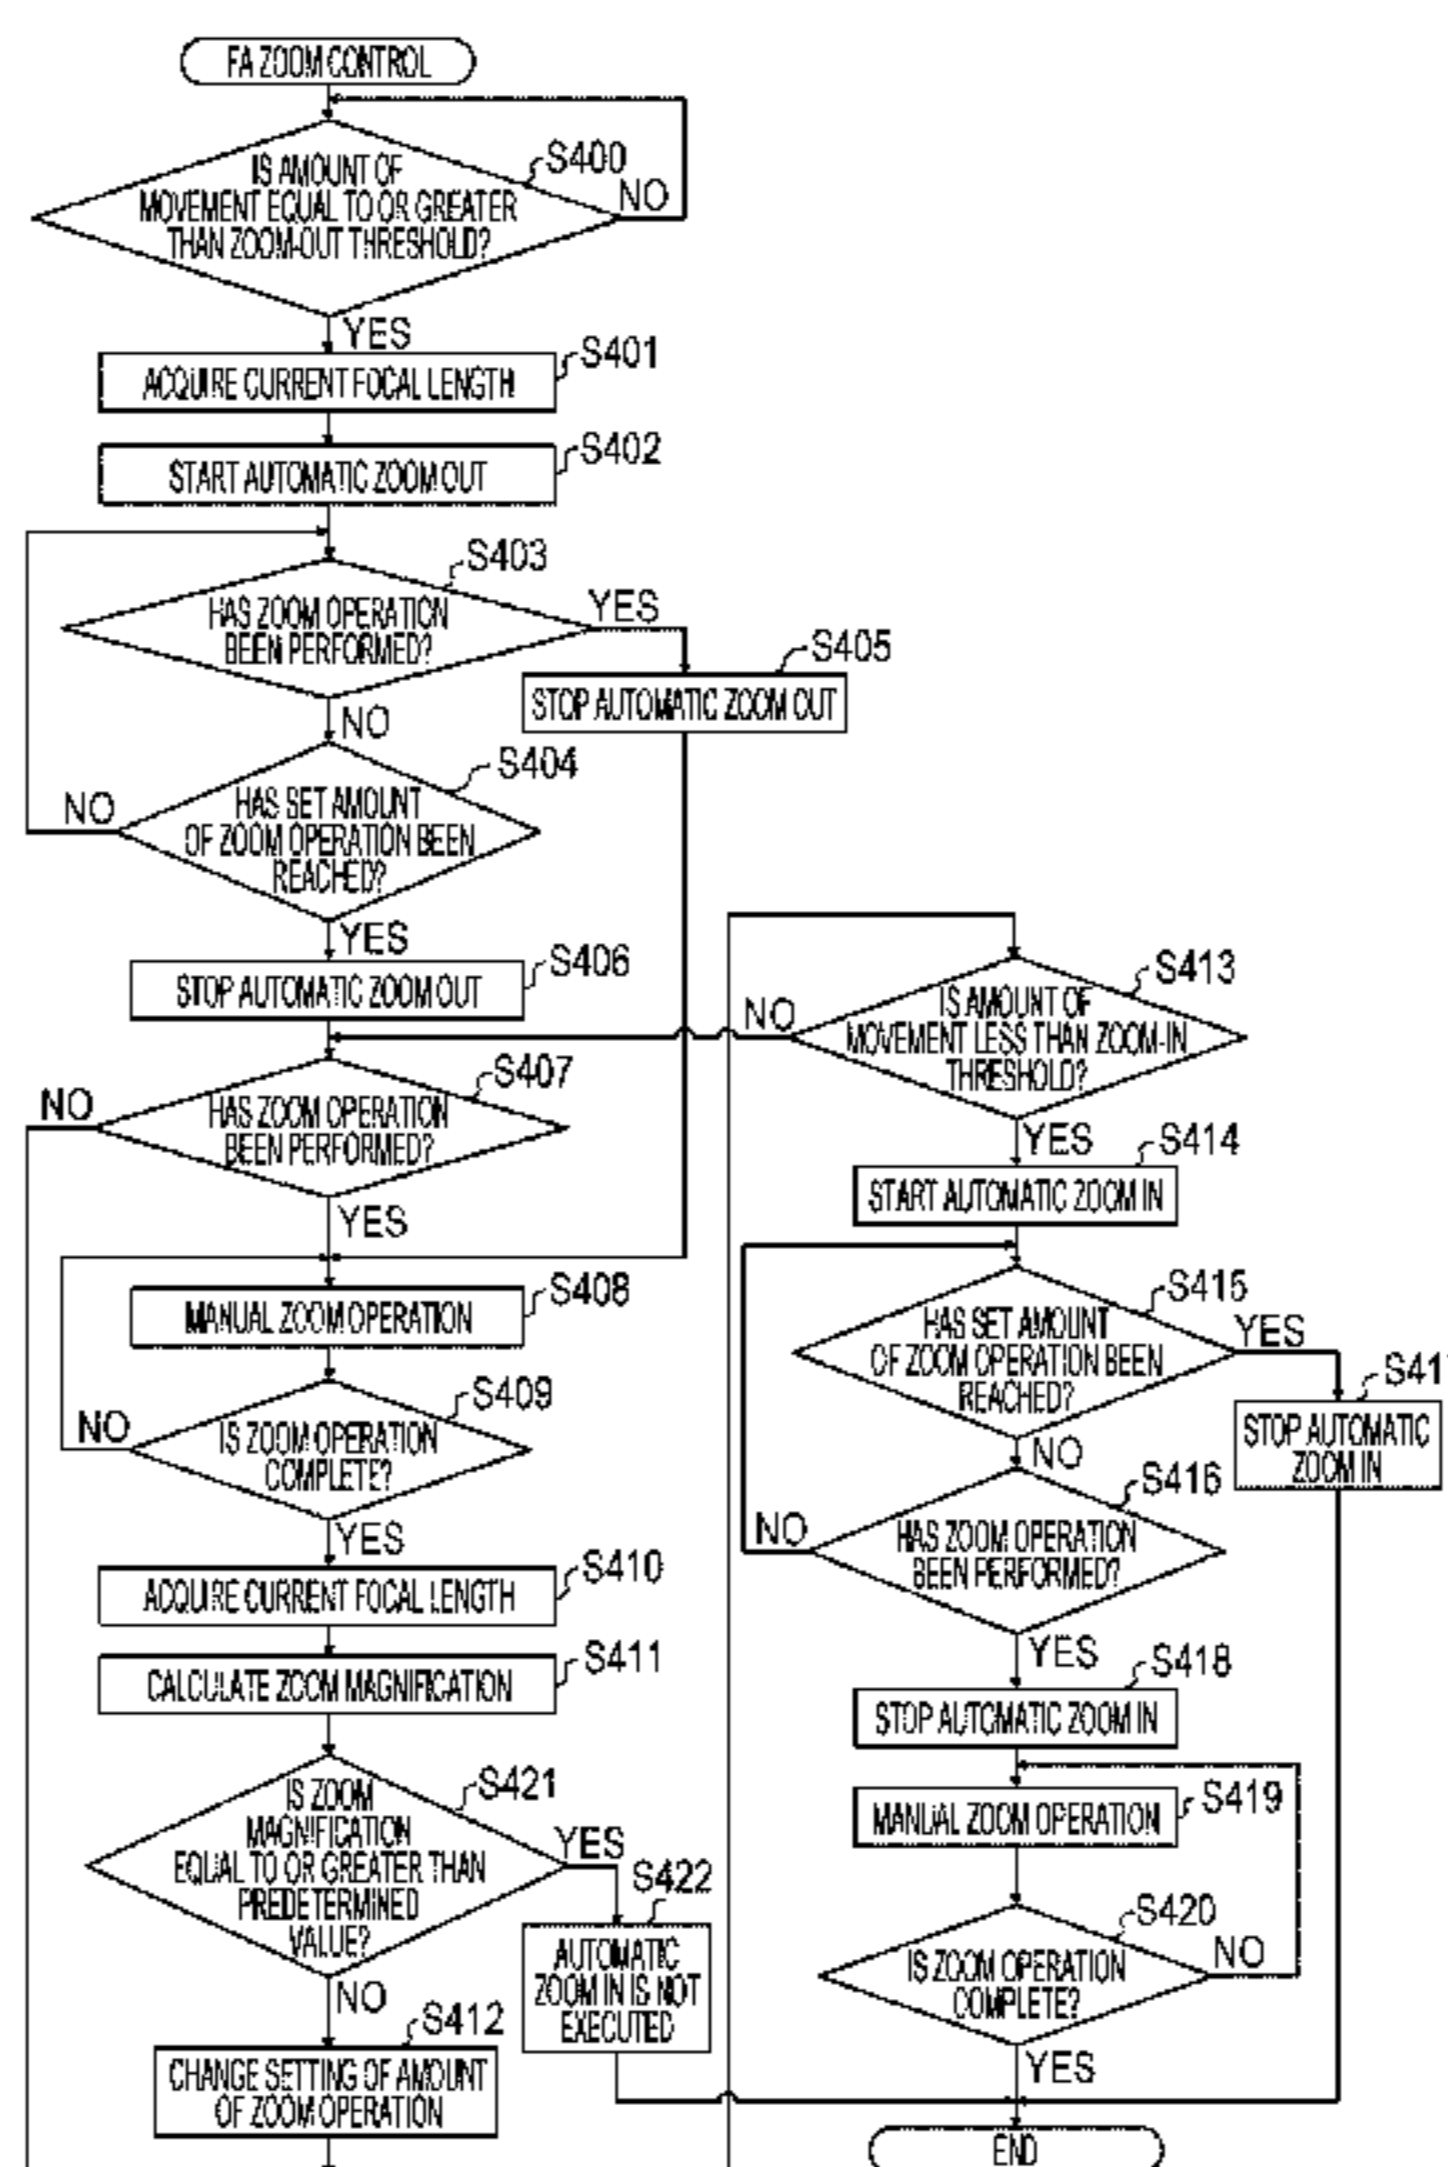 FA ZOOM CONTROL
S400
IS AMOUNT OF
MOVEMENT EQUAL TO OR GREATER
THAN ZOOM-OUT THRESHOLD?
NO
YES
S401
ACQUIRE CURRENT FOCAL LENGTH
S402
START AUTOMATIC ZOOM OUT
S403
HAS ZOOM OPERATION
BEEN PERFORMED?
YES
NO
S405
STOP AUTOMATIC ZOOM OUT
S404
HAS SET AMOUNT
OF ZOOM OPERATION BEEN
REACHED?
NO
YES
S406
STOP AUTOMATIC ZOOM OUT
S407
HAS ZOOM OPERATION
BEEN PERFORMED?
NO
YES
S408
MANUAL ZOOM OPERATION
S409
IS ZOOM OPERATION
COMPLETE?
NO
YES
S410
ACQUIRE CURRENT FOCAL LENGTH
S411
CALCULATE ZOOM MAGNIFICATION
S421
IS ZOOM
MAGNIFICATION
EQUAL TO OR GREATER THAN
PREDETERMINED
VALUE?
YES
NO
S422
AUTOMATIC
ZOOM IN IS NOT
EXECUTED
S412
CHANGE SETTING OF AMOUNT
OF ZOOM OPERATION
S413
IS AMOUNT OF
MOVEMENT LESS THAN ZOOM-IN
THRESHOLD?
NO
YES
S414
START AUTOMATIC ZOOM IN
S415
HAS SET AMOUNT
OF ZOOM OPERATION BEEN
REACHED?
YES
NO
STOP AUTOMATIC
ZOOM IN
S416
HAS ZOOM OPERATION
BEEN PERFORMED?
NO
YES
S418
STOP AUTOMATIC ZOOM IN
S419
MANUAL ZOOM OPERATION
S420
IS ZOOM OPERATION
COMPLETE?
NO
YES
END